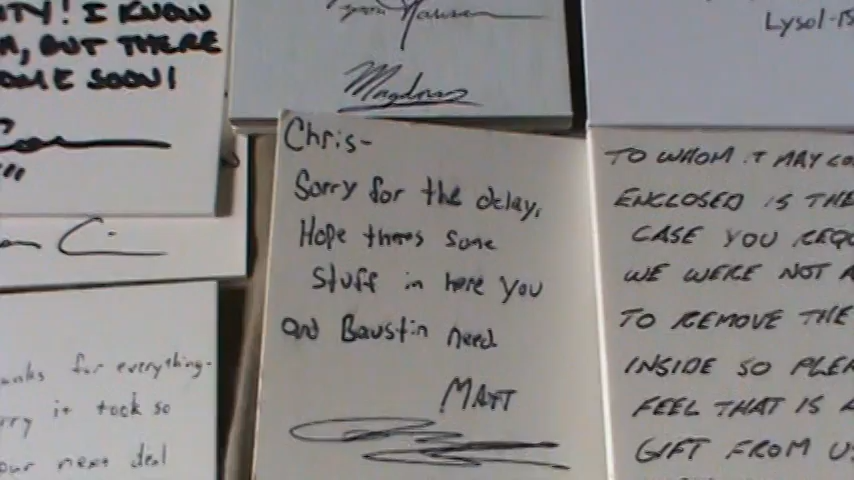 TY! I KNOW
, BUT THERE
OME SOON!
Magdaus
Lysol-
Chris-
Sorry for the delay,
Hope theres some
stuff in here you
and Baustin need
MATT
TO WHOM IT MAY CO
ENCLOSED IS THE
CASE YOU REQU
WE WERE NOT A
TO REMOVE THE
INSIDE SO PLEA
FEEL THAT IS A
GIFT FROM US
anks for everything-
rry it took so
our next deal